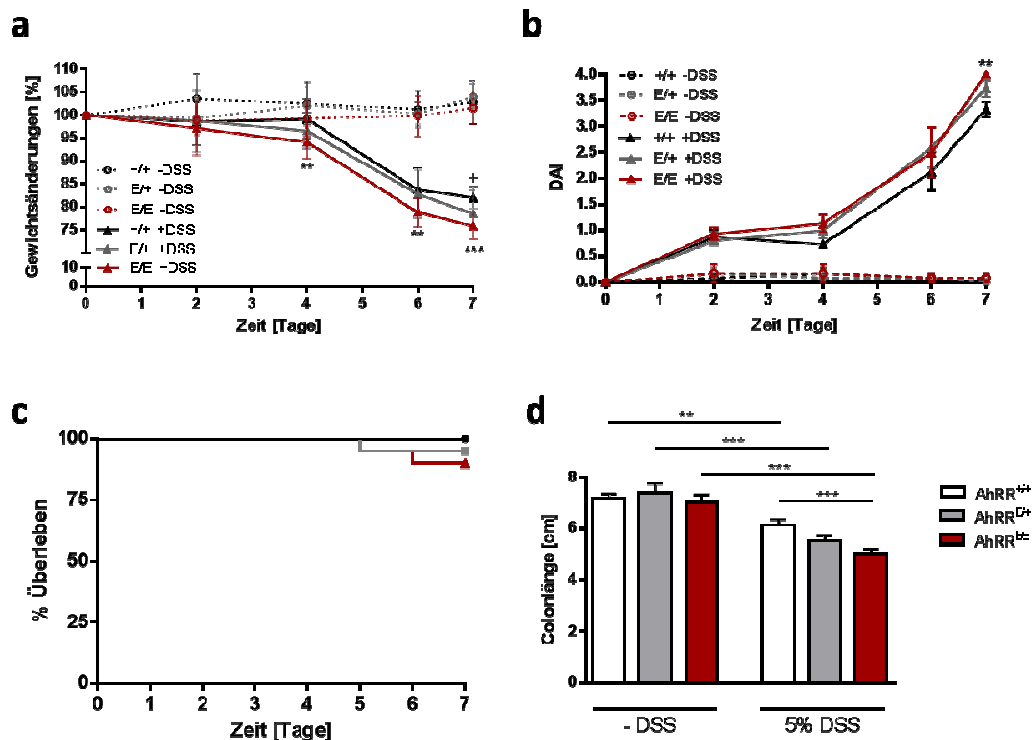 a
Gewichtsänderungen [%]
110
105
100
95
90
85
80
75
10
0
0 1 2 3 4 5 6 7
Zeit [Tage]
-/+ -DSS
E/+ -DSS
E/E -DSS
-/+ +DSS
+DSS
E/E -DSS
**
**
+
***
b
DAI
4.0
3.5
3.0
2.5
2.0
1.5
1.0
0.5
0.0
0 1 2 3 4 5 6 7
Zeit [Tage]
+/+ -DSS
E/+ -DSS
E/E -DSS
+/+ +DSS
E/+ +DSS
E/E +DSS
**
c
% Überleben
100
75
50
25
0
0 1 2 3 4 5 6 7
Zeit [Tage]
d
Colonlänge [cm]
8
6
4
2
0
**
***
***
***
- DSS
5% DSS
AhRR+/+
AhRR
AhRR